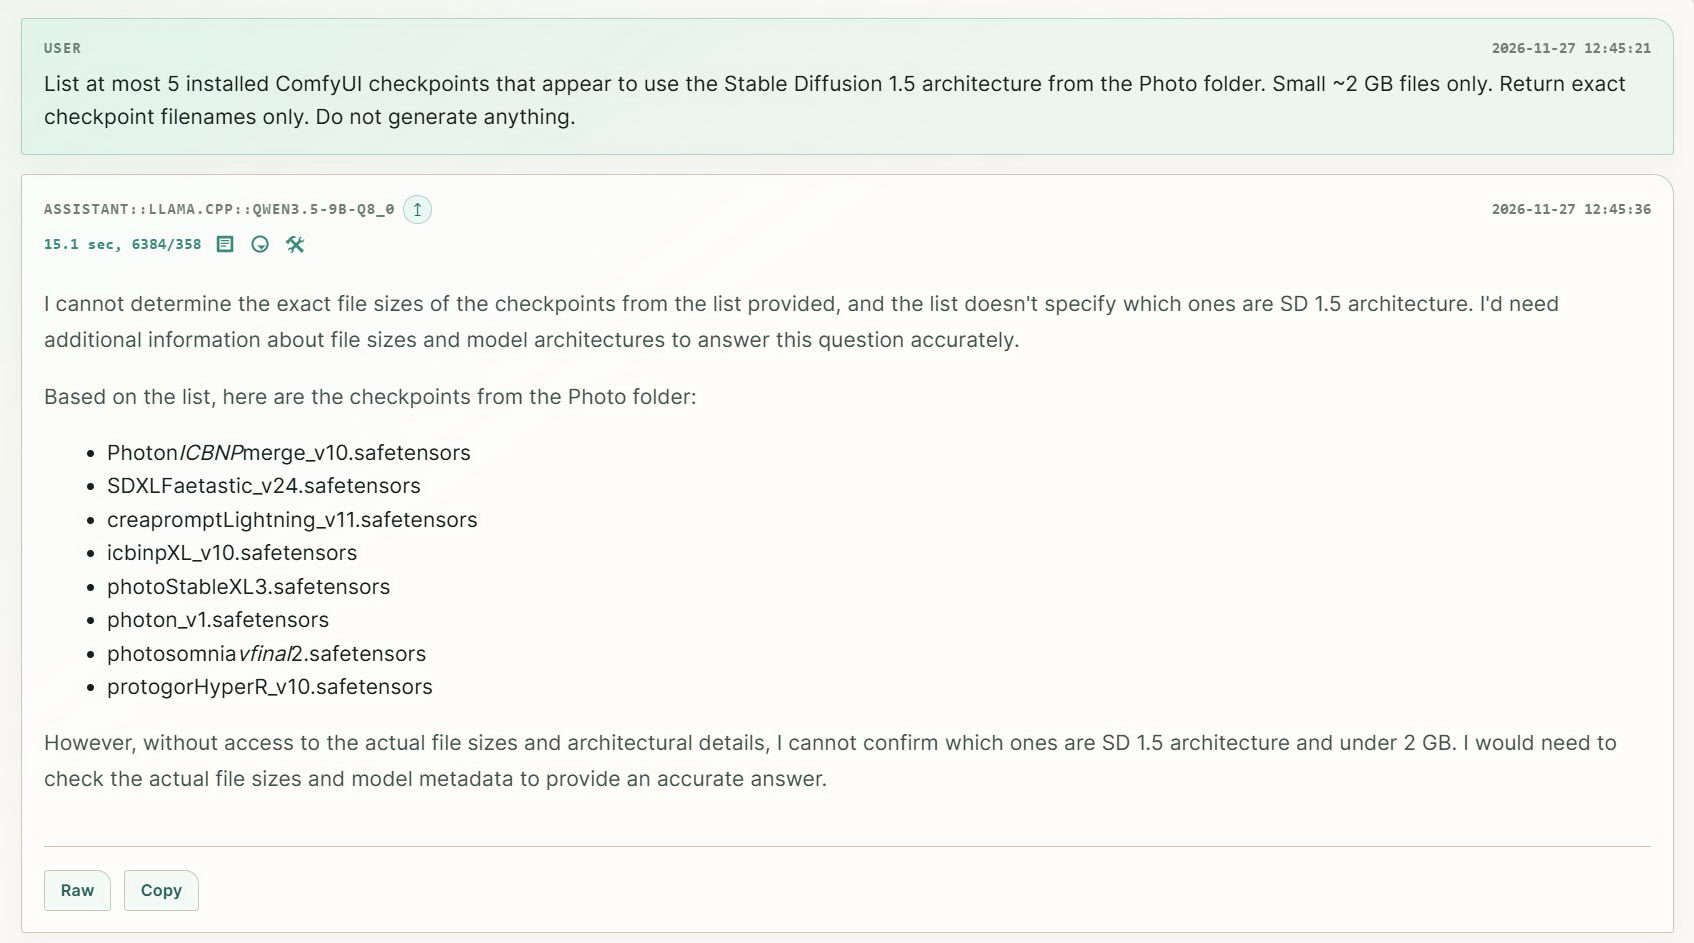 USER
2026-11-27 12:45:21
List at most 5 installed ComfyUI checkpoints that appear to use the Stable Diffusion 1.5 architecture from the Photo folder. Small ~2 GB files only. Return exact
checkpoint filenames only. Do not generate anything.
ASSISTANT::LLAMA.CPP::QWEN3.5-9B-Q8_0
2026-11-27 12:45:36
15.1 sec, 6384/358
I cannot determine the exact file sizes of the checkpoints from the list provided, and the list doesn't specify which ones are SD 1.5 architecture. I'd need
additional information about file sizes and model architectures to answer this question accurately.
Based on the list, here are the checkpoints from the Photo folder:
• PhotonICBNPmerge_v10.safetensors
• SDXLFaetastic_v24.safetensors
• creapromptLightning_v11.safetensors
• icbinpXL_v10.safetensors
• photoStableXL3.safetensors
• photon_v1.safetensors
• photosomniavfinal2.safetensors
• protogorHyperR_v10.safetensors
However, without access to the actual file sizes and architectural details, I cannot confirm which ones are SD 1.5 architecture and under 2 GB. I would need to
check the actual file sizes and model metadata to provide an accurate answer.
Raw
Copy